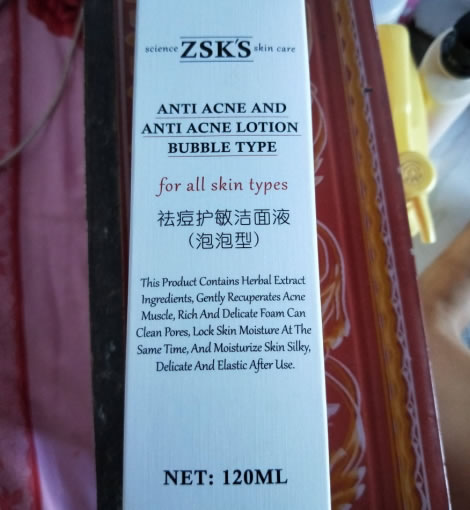 science ZSK'S skin care
ANTI ACNE AND
ANTI ACNE LOTION
BUBBLE TYPE
for all skin types
祛痘护敏洁面液
（泡泡型）
This Product Contains Herbal Extract
Ingredients, Gently Recuperates Acne
Muscle, Rich And Delicate Foam Can
Clean Pores, Lock Skin Moisture At The
Same Time, And Moisturize Skin Silky,
Delicate And Elastic After Use.
NET: 120ML